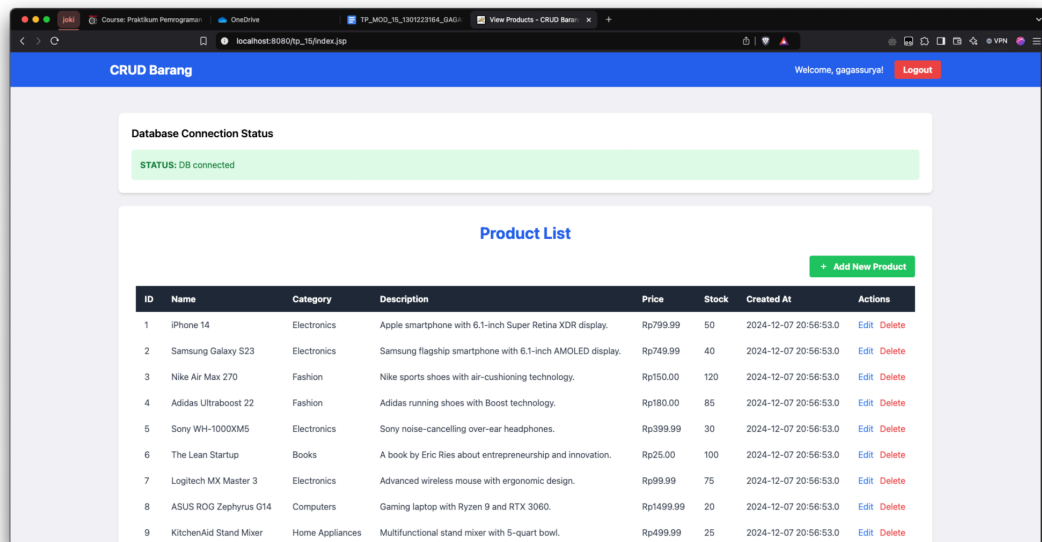 joki Course: Praktikum Pemrograman OneDrive TP_MOD_15_1301223164_GAGA View Products - CRUD Baran
localhost:8080/tp_15/index.jsp VPN
CRUD Barang Welcome, gagassurya! Logout
Database Connection Status
STATUS: DB connected
Product List
+ Add New Product
ID Name Category Description Price Stock Created At Actions
1 iPhone 14 Electronics Apple smartphone with 6.1-inch Super Retina XDR display. Rp799.99 50 2024-12-07 20:56:53.0 Edit Delete
2 Samsung Galaxy S23 Electronics Samsung flagship smartphone with 6.1-inch AMOLED display. Rp749.99 40 2024-12-07 20:56:53.0 Edit Delete
3 Nike Air Max 270 Fashion Nike sports shoes with air-cushioning technology. Rp150.00 120 2024-12-07 20:56:53.0 Edit Delete
4 Adidas Ultraboost 22 Fashion Adidas running shoes with Boost technology. Rp180.00 85 2024-12-07 20:56:53.0 Edit Delete
5 Sony WH-1000XM5 Electronics Sony noise-cancelling over-ear headphones. Rp399.99 30 2024-12-07 20:56:53.0 Edit Delete
6 The Lean Startup Books A book by Eric Ries about entrepreneurship and innovation. Rp25.00 100 2024-12-07 20:56:53.0 Edit Delete
7 Logitech MX Master 3 Electronics Advanced wireless mouse with ergonomic design. Rp99.99 75 2024-12-07 20:56:53.0 Edit Delete
8 ASUS ROG Zephyrus G14 Computers Gaming laptop with Ryzen 9 and RTX 3060. Rp1499.99 20 2024-12-07 20:56:53.0 Edit Delete
9 KitchenAid Stand Mixer Home Appliances Multifunctional stand mixer with 5-quart bowl. Rp499.99 25 2024-12-07 20:56:53.0 Edit Delete